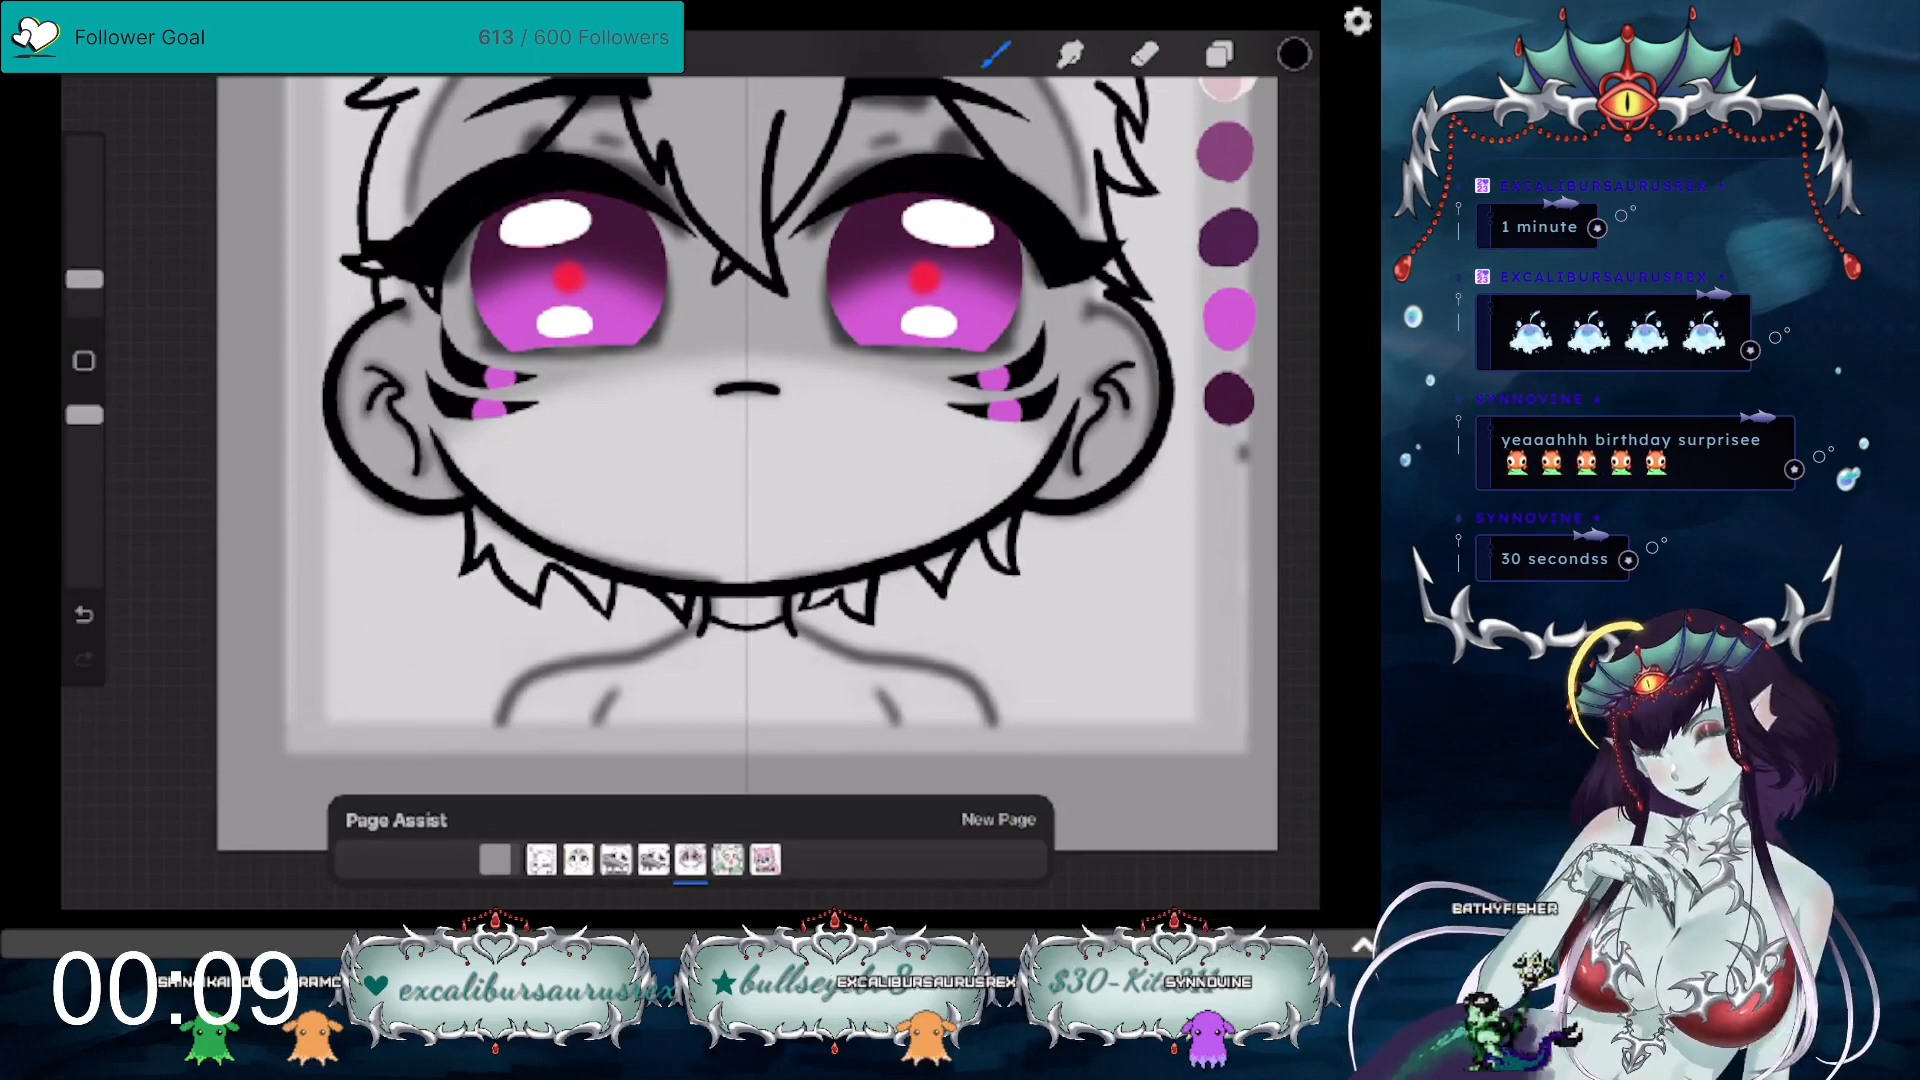 Follower Goal
613 / 600 Followers
EXCALIBURSAURUSREX
1 minute
EXCALIBURSAURUSREX
SYNNOVINE
yeaaahhh birthday surprisee
SYNNOVINE
30 secondss
Page Assist
New Page
BATHYFISHER
00:09
excalibursaurusrex
EXCALIBURSAURUSREX
SYNNOVINE